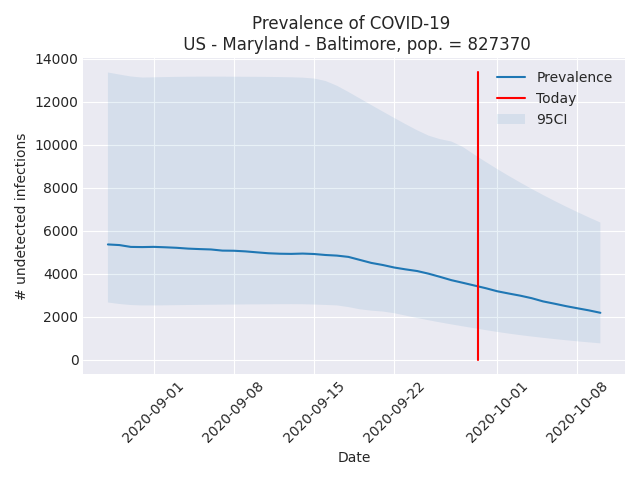 Prevalence of COVID-19
US - Maryland - Baltimore, pop. = 827370
14000
12000
10000
8000
6000
4000
2000
0
# undetected infections
Prevalence
Today
95CI
2020-09-01
2020-09-08
2020-09-15
2020-09-22
2020-10-01
2020-10-08
Date